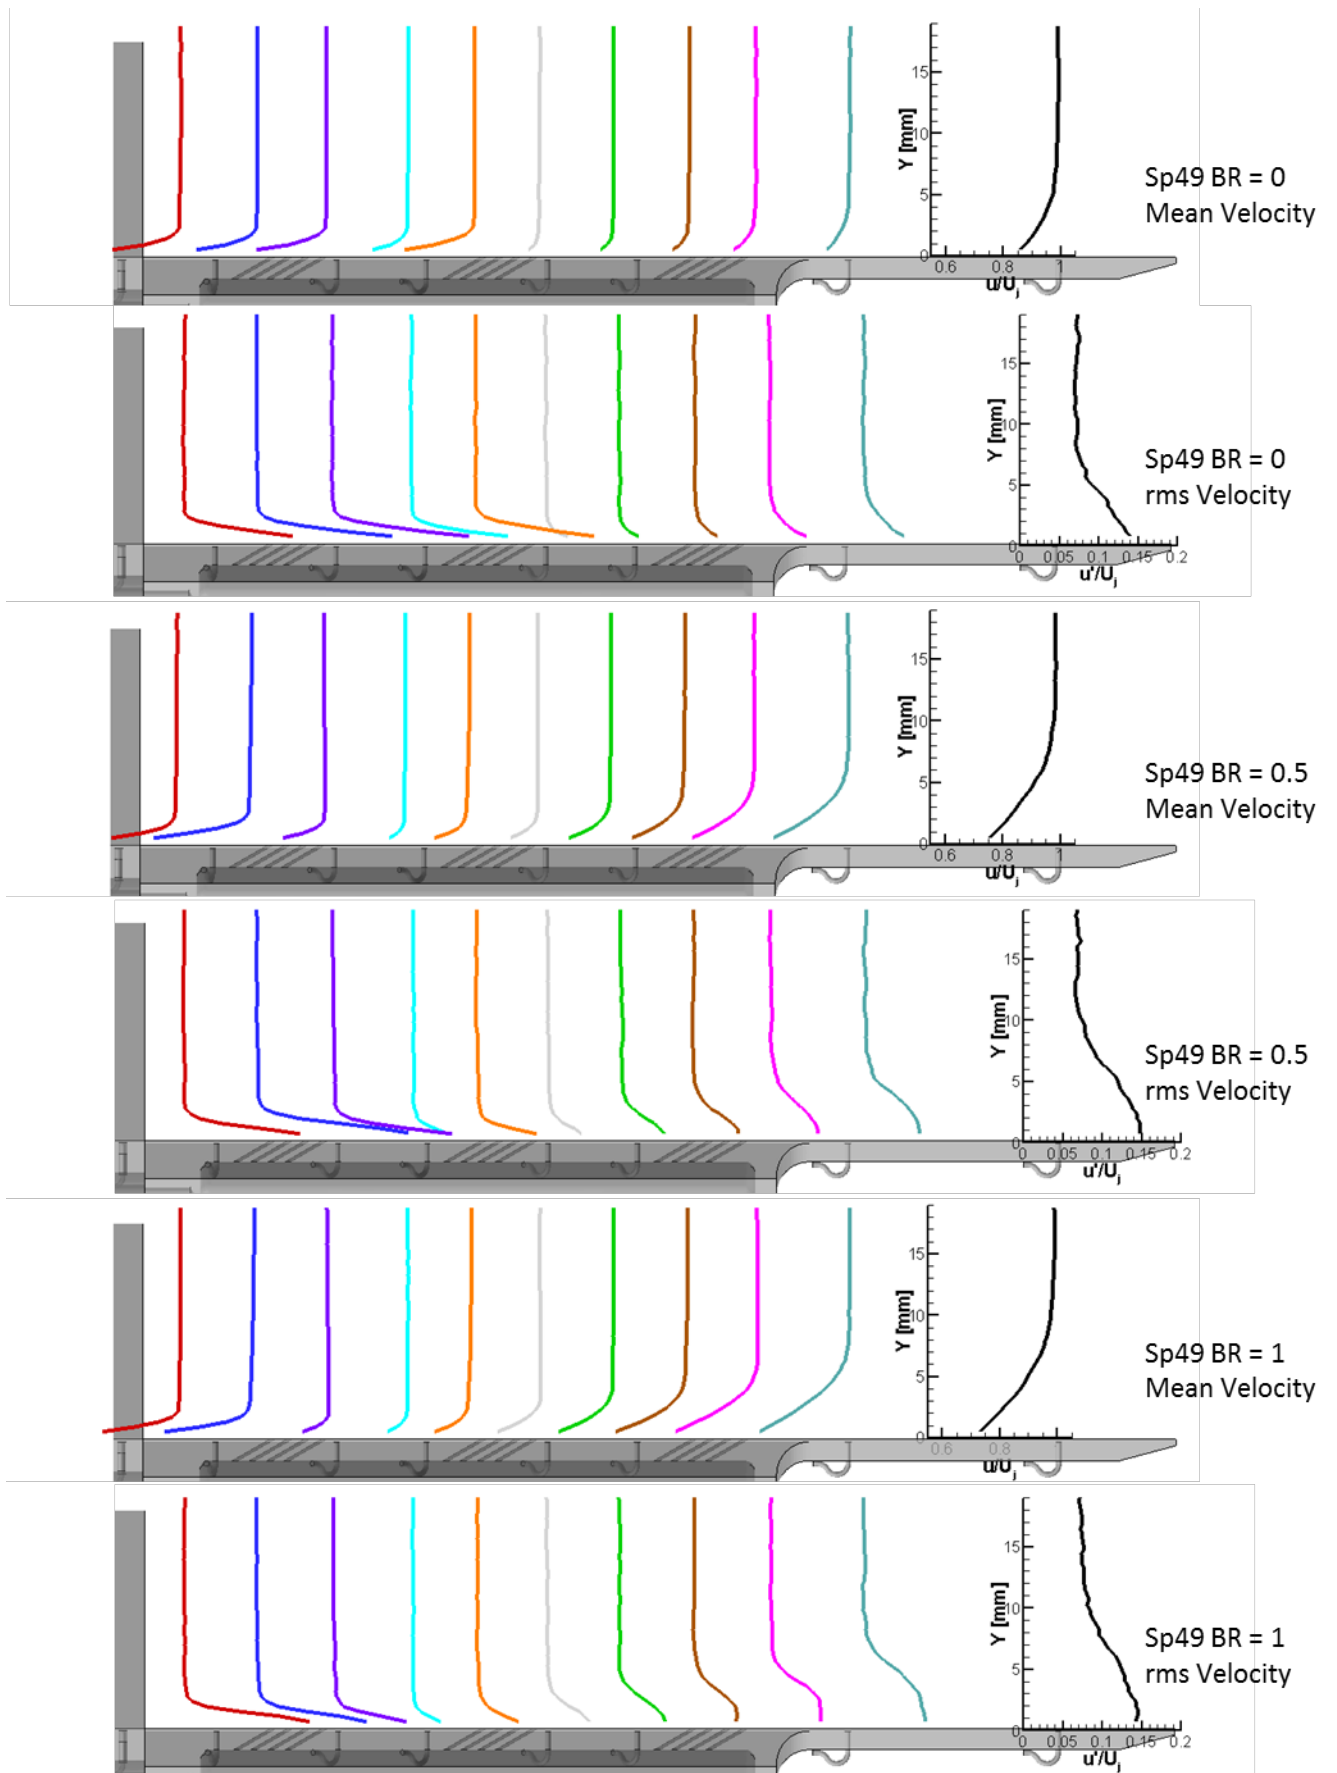 15
10
5
0
Y [mm]
0.6 0.8 1
u/Uj
Sp49 BR = 0
Mean Velocity
15
10
5
0
Y [mm]
0 0.05 0.1 0.15 0.2
u'/Uj
Sp49 BR = 0
rms Velocity
15
10
5
0
Y [mm]
0.6 0.8 1
u/Uj
Sp49 BR = 0.5
Mean Velocity
15
10
5
0
Y [mm]
0 0.05 0.1 0.15 0.2
u'/Uj
Sp49 BR = 0.5
rms Velocity
15
10
5
0
Y [mm]
0.6 0.8 1
u/Uj
Sp49 BR = 1
Mean Velocity
15
10
5
0
Y [mm]
0 0.05 0.1 0.15 0.2
u'/Uj
Sp49 BR = 1
rms Velocity